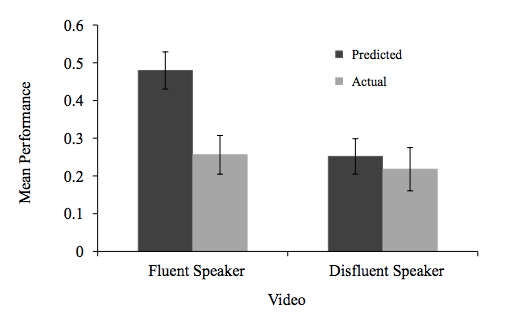 Mean Performance
0.6
0.5
0.4
0.3
0.2
0.1
0
Predicted
Actual
Fluent Speaker
Disfluent Speaker
Video